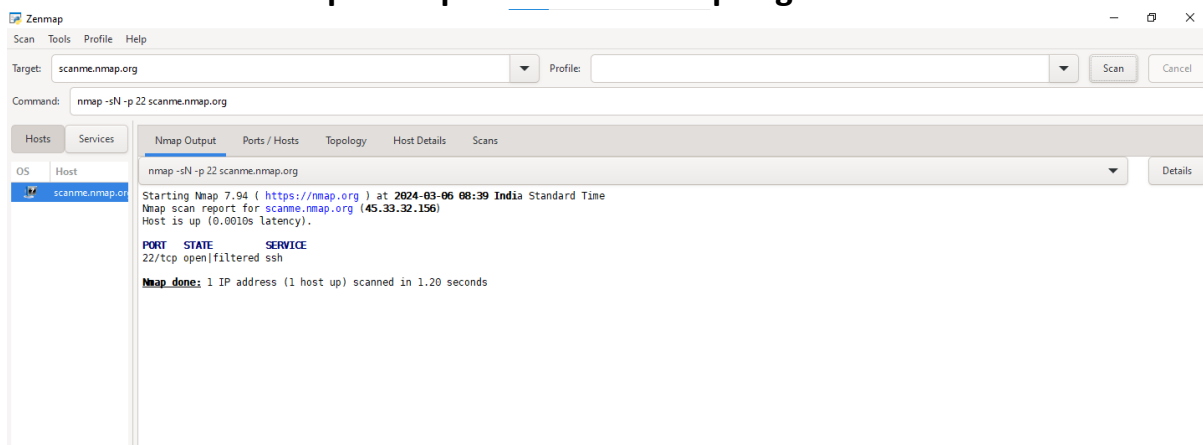 Zenmap
Scan Tools Profile Help
Target: scanme.nmap.org Profile: Scan Cancel
Command: nmap -sN -p 22 scanme.nmap.org
Hosts Services Nmap Output Ports / Hosts Topology Host Details Scans
OS Host nmap -sN -p 22 scanme.nmap.org Details
scanme.nmap.or
Starting Nmap 7.94 ( https://nmap.org ) at 2024-03-06 08:39 India Standard Time
Nmap scan report for scanme.nmap.org (45.33.32.156)
Host is up (0.0010s latency).
PORT STATE SERVICE
22/tcp open|filtered ssh
Nmap done: 1 IP address (1 host up) scanned in 1.20 seconds